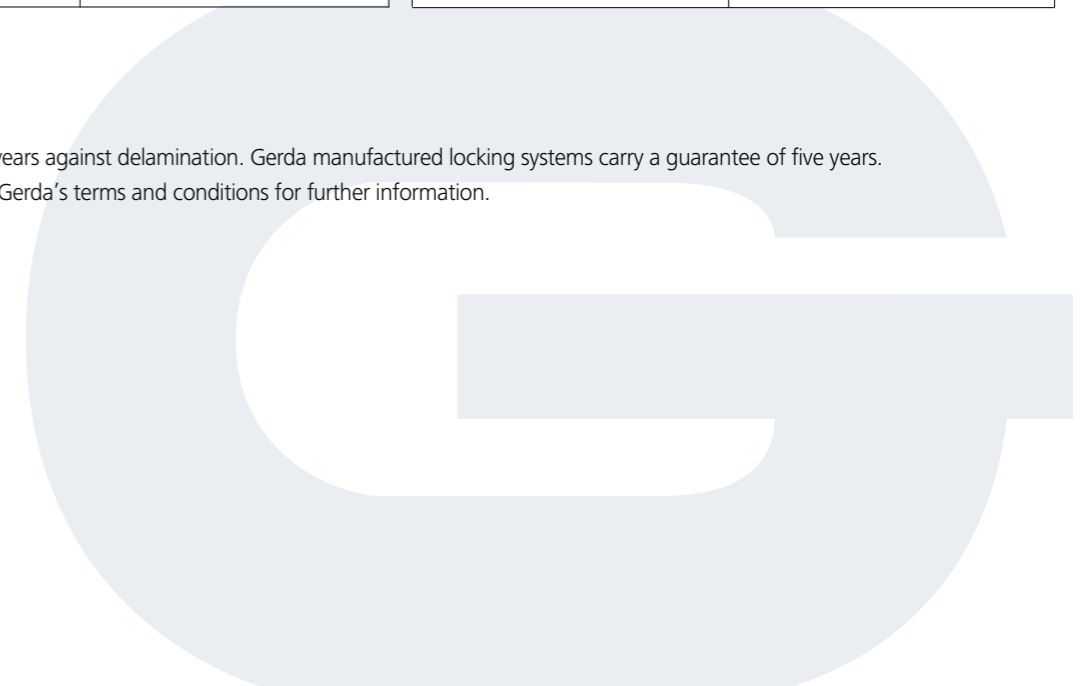 years against delamination. Gerda manufactured locking systems carry a guarantee of five years.
Gerda’s terms and conditions for further information.